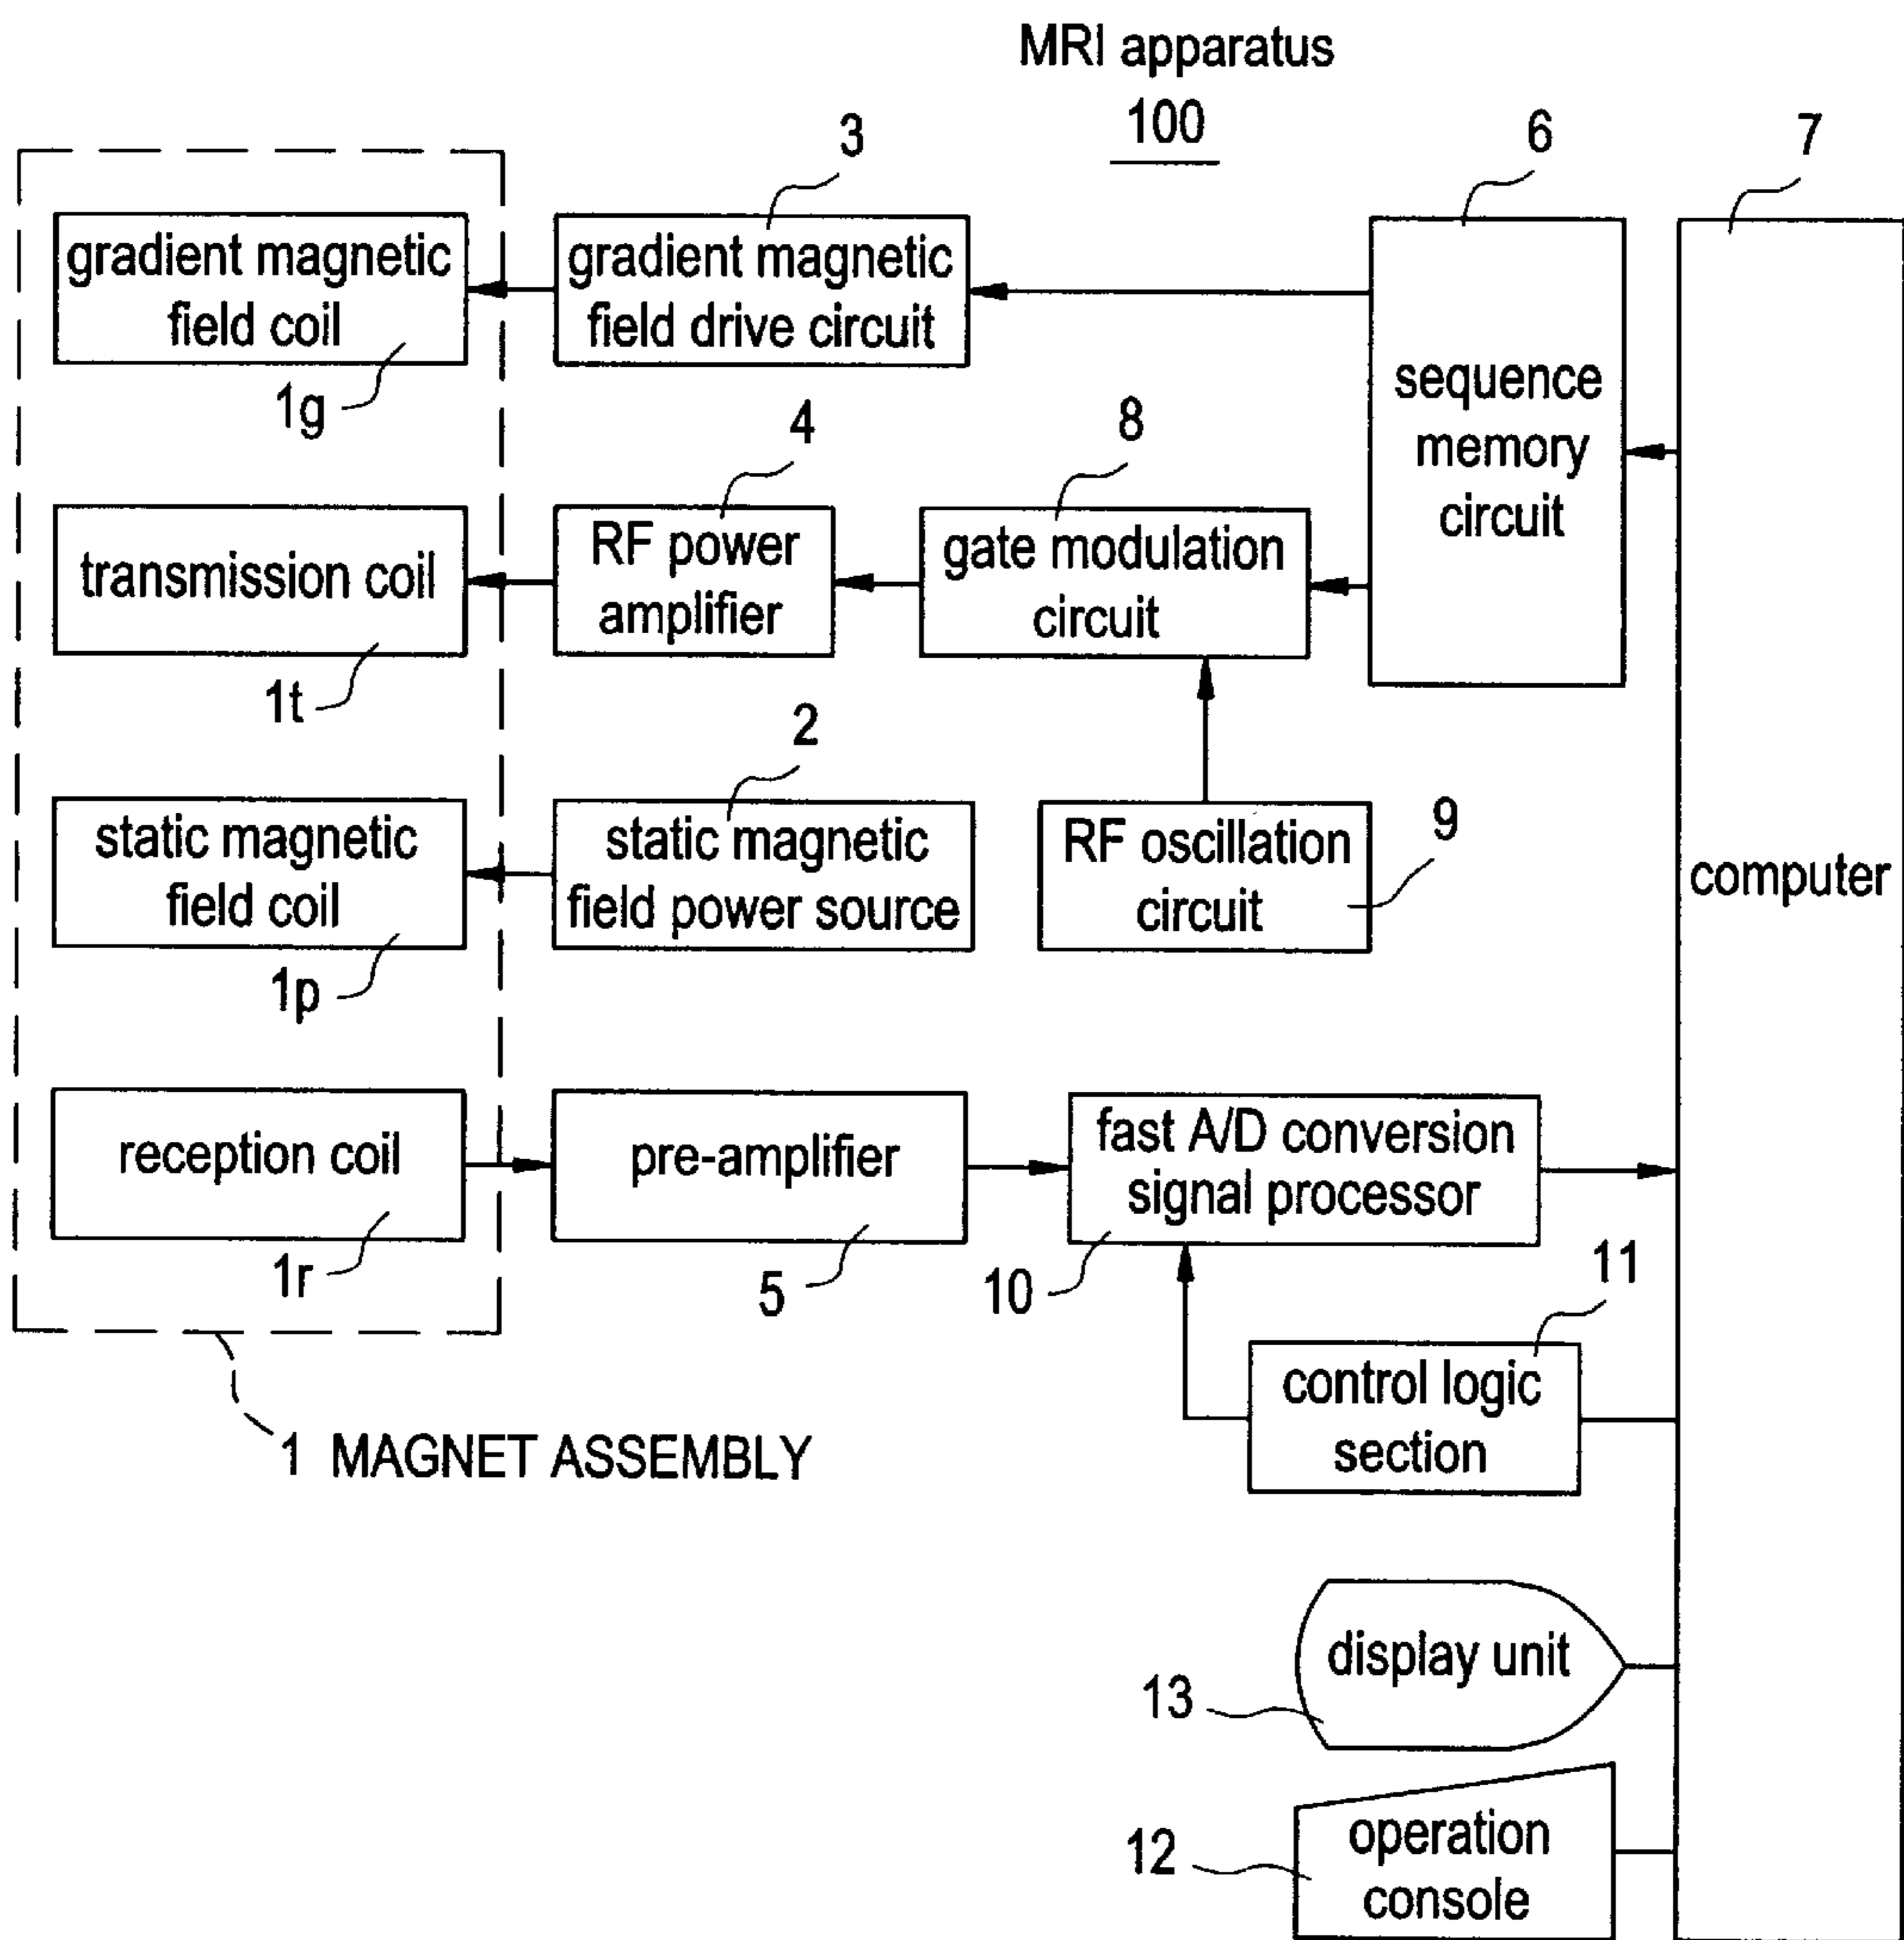 MRI apparatus
100
3
6
7
gradient magnetic
field coil
1g
gradient magnetic
field drive circuit
sequence
memory
circuit
4
8
transmission coil
1t
RF power
amplifier
gate modulation
circuit
2
static magnetic
field coil
1p
static magnetic
field power source
RF oscillation
circuit
9
computer
reception coil
1r
pre-amplifier
5
fast A/D conversion
signal processor
10
11
control logic
section
1 MAGNET ASSEMBLY
display unit
13
operation
console
12